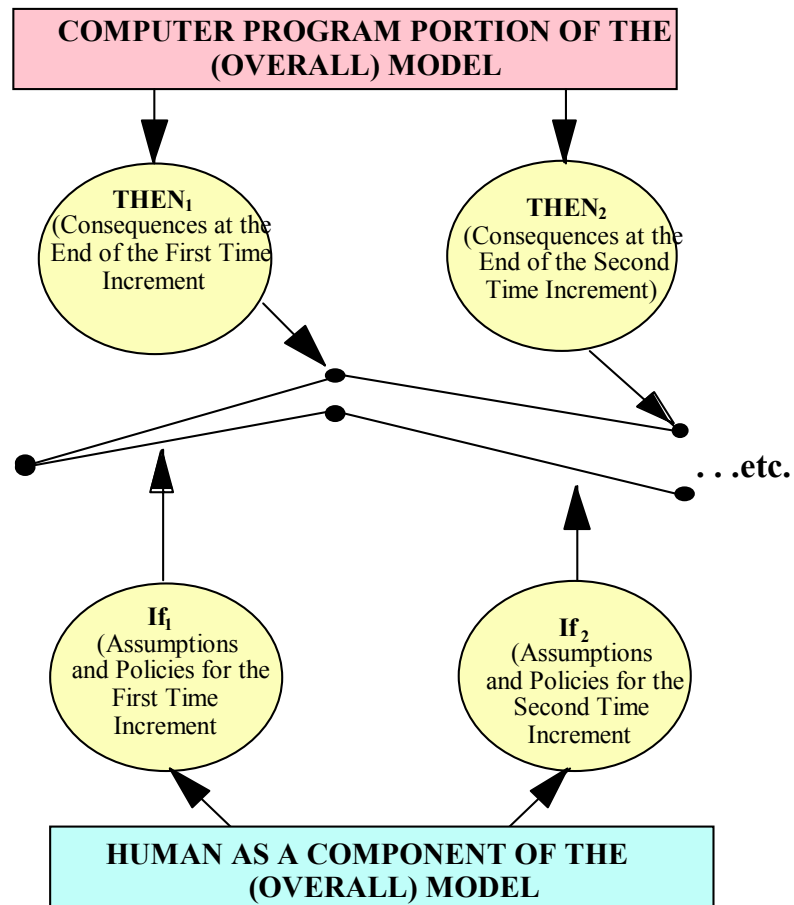 COMPUTER PROGRAM PORTION OF THE
(OVERALL) MODEL
THEN₁
(Consequences at the
End of the First Time
Increment
THEN₂
(Consequences at the
End of the Second
Time Increment)
. . .etc.
If₁
(Assumptions
and Policies for the
First Time
Increment
If ₂
(Assumptions
and Policies for the
Second Time
Increment
HUMAN AS A COMPONENT OF THE
(OVERALL) MODEL